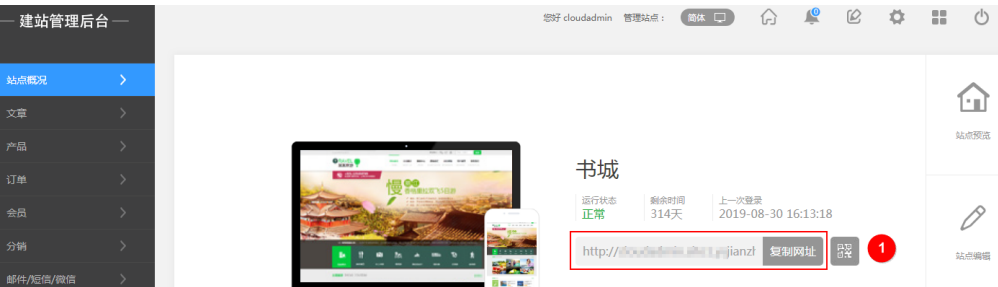 建站管理后台
您好 cloudadmin 管理站点： 简体
0
站点概况
文章
产品
订单
会员
分销
邮件/短信/微信
慢
书城
运行状态 剩余时间 上一次登录
正常 314天 2019-08-30 16:13:18
http:// jianzh 复制网址
1
站点预览
站点编辑